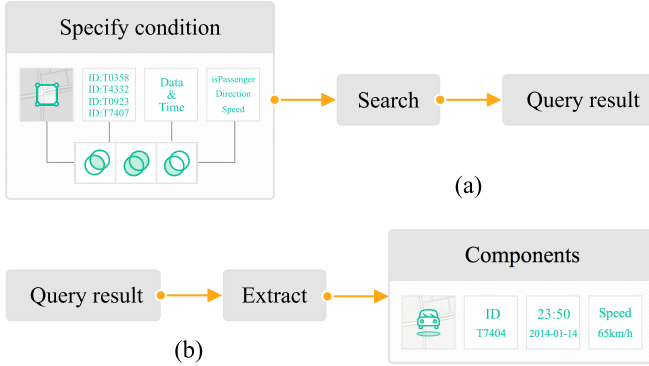 Specify condition
ID:T0358
ID:T4332
ID:T0923
ID:T7407
Data
&
Time
isPassenger
Direction
Speed
Search
Query result
(a)
Query result
Extract
Components
ID
T7404
23:50
2014-01-14
Speed
65km/h
(b)